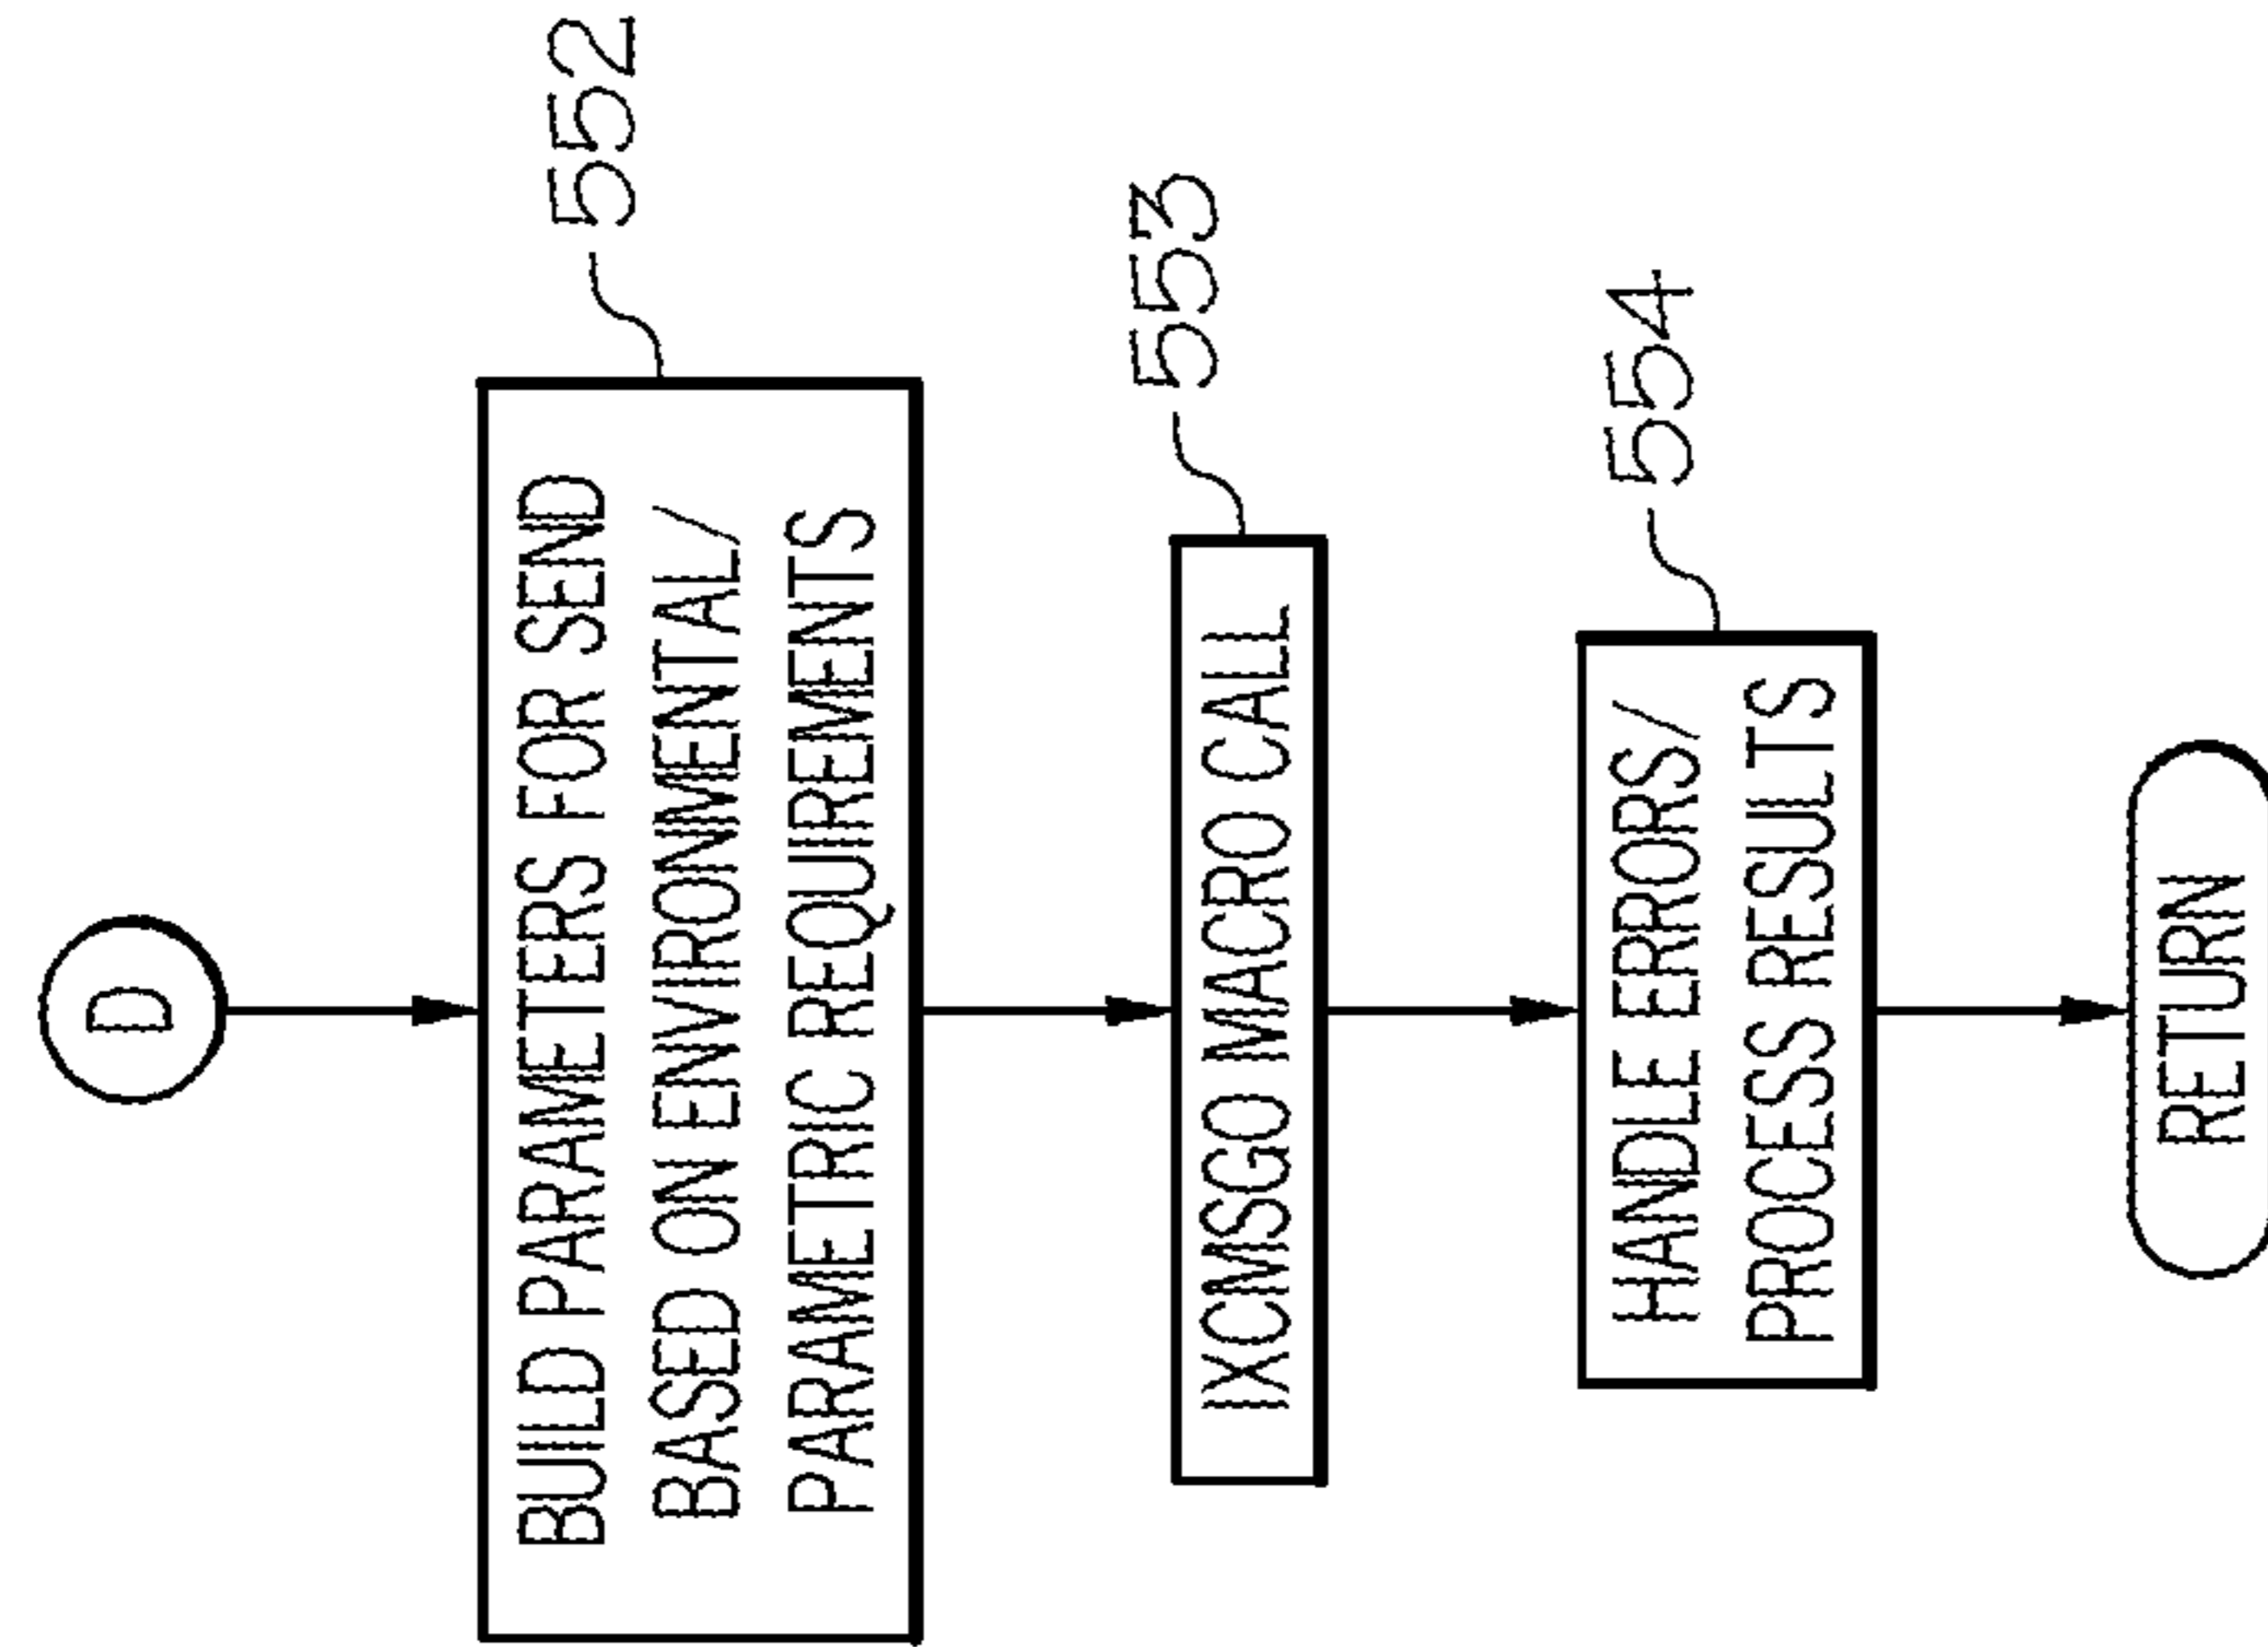 D
BUILD PARAMETERS FOR SEND
BASED ON ENVIRONMENTAL/
PARAMETRIC REQUIREMENTS
552
IXCMSGO MACRO CALL
553
HANDLE ERRORS/
PROCESS RESULTS
554
RETURN